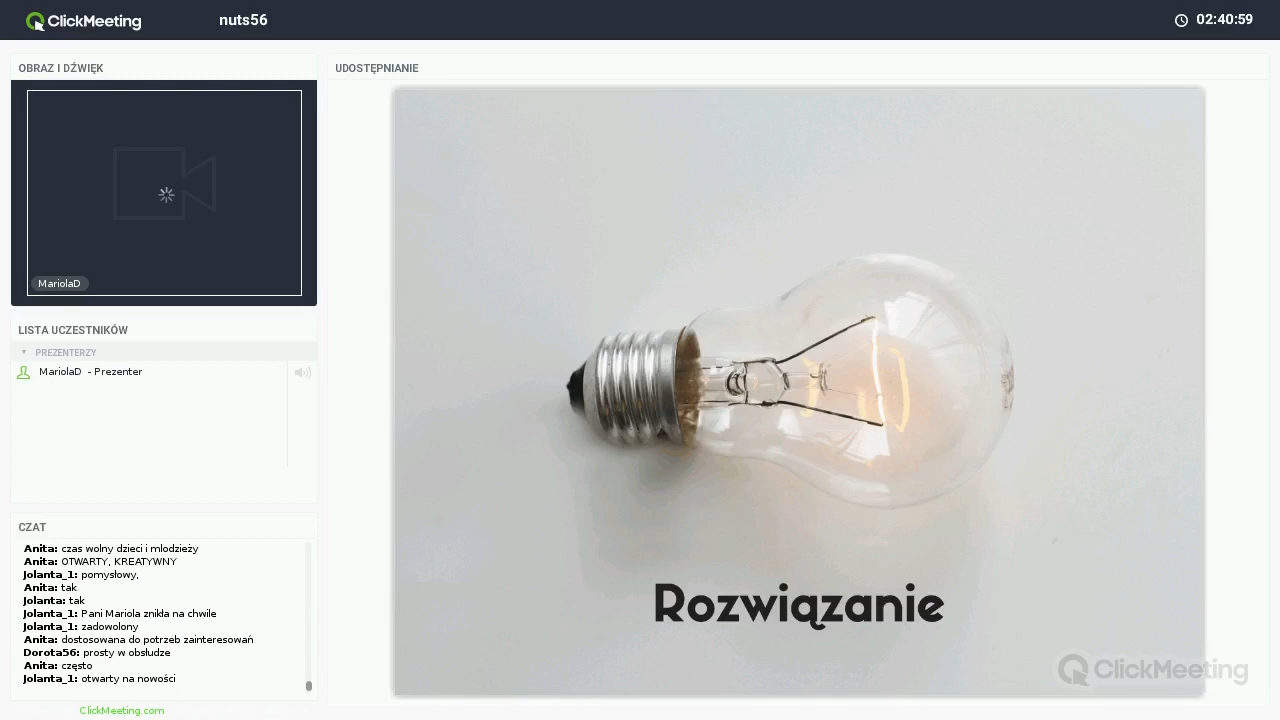 ClickMeeting
nuts56
02:40:59
OBRAZ I DŹWIĘK
MariolaD
LISTA UCZESTNIKÓW
PREZENTERZY
MariolaD - Prezenter
CZAT
Anita: czas wolny dzieci i mlodzieży
Anita: OTWARTY, KREATYWNY
Jolanta_1: pomysłowy,
Anita: tak
Jolanta: tak
Jolanta_1: Pani Mariola znikła na chwile
Jolanta_1: zadowolony
Anita: dostosowana do potrzeb zainteresowań
Dorota56: prosty w obsłudze
Anita: często
Jolanta_1: otwarty na nowości
ClickMeeting.com
UDOSTĘPNIANIE
Rozwiązanie
ClickMeeting